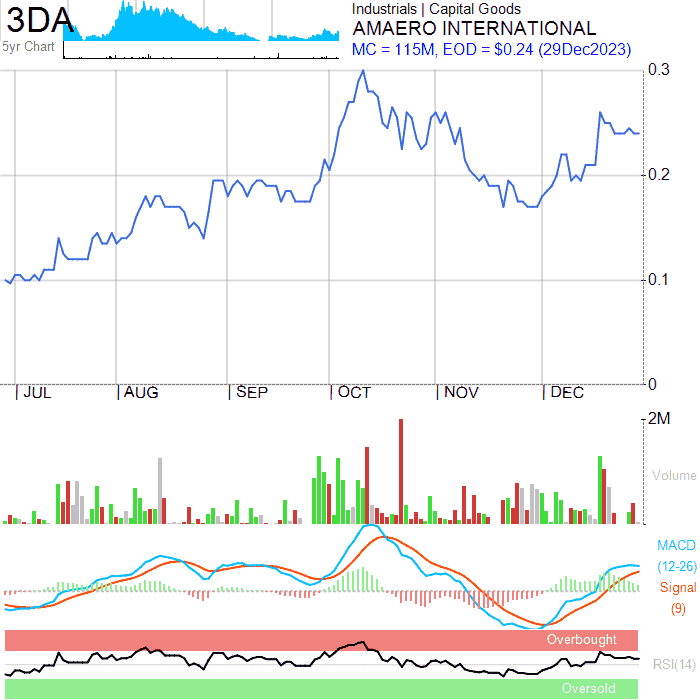 3DA
5yr Chart
Industrials | Capital Goods
AMAERO INTERNATIONAL
MC = 115M, EOD = $0.24 (29Dec2023)
0.3
0.2
0.1
0
JUL AUG SEP OCT NOV DEC
2M
Volume
MACD
(12-26)
Signal
(9)
Overbought
RSI(14)
Oversold